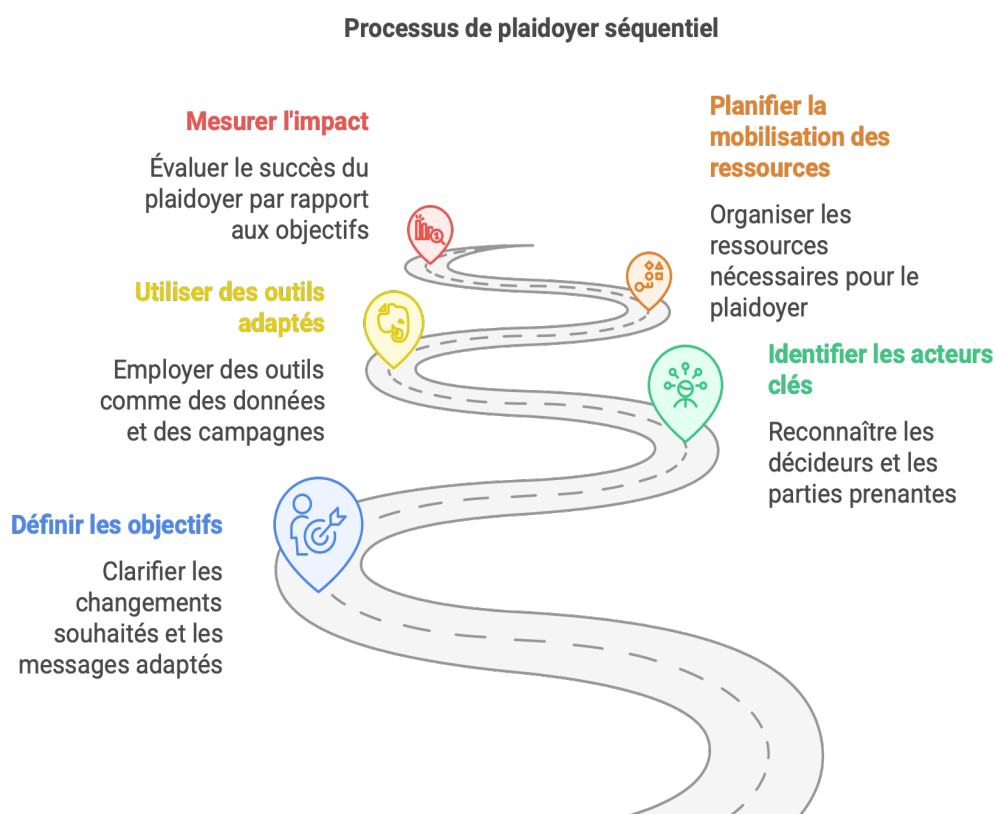 Processus de plaidoyer séquentiel
Mesurer l'impact
Évaluer le succès du
plaidoyer par rapport
aux objectifs
Planifier la
mobilisation des
ressources
Organiser les
ressources
nécessaires pour le
plaidoyer
Utiliser des outils
adaptés
Employer des outils
comme des données
et des campagnes
Identifier les acteurs
clés
Reconnaître les
décideurs et les
parties prenantes
Définir les objectifs
Clarifier les
changements
souhaités et les
messages adaptés